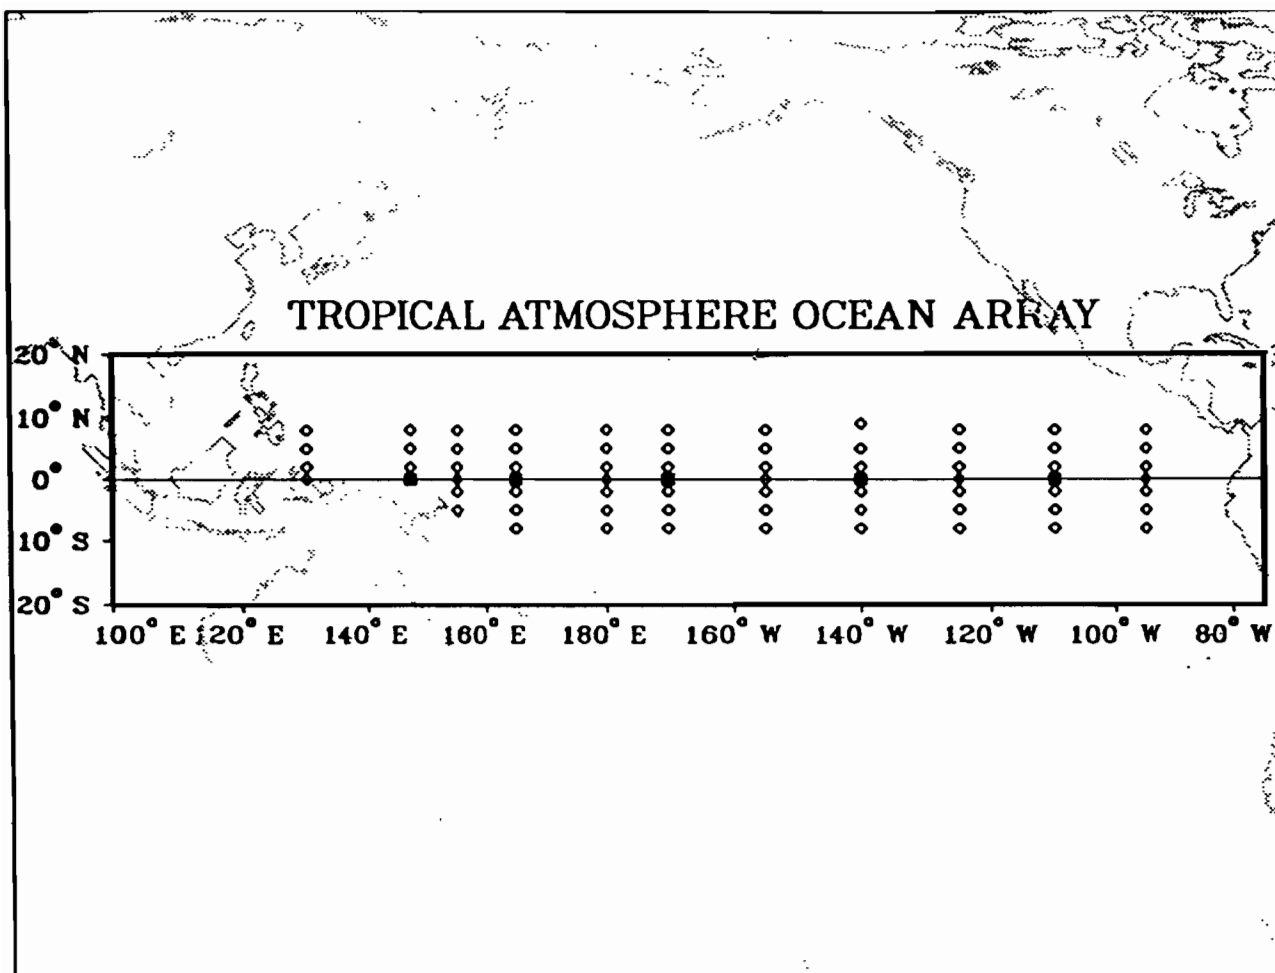 TROPICAL ATMOSPHERE OCEAN ARRAY
20° N
10° N
0°
10° S
20° S
100° E 120° E 140° E 160° E 180° E 160° W 140° W 120° W 100° W 80° W